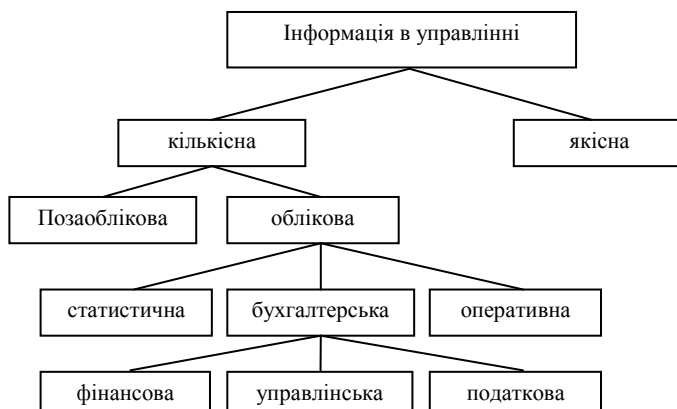 Інформація в управлінні
кількісна
якісна
Позаоблікова
облікова
статистична
бухгалтерська
оперативна
фінансова
управлінська
податкова